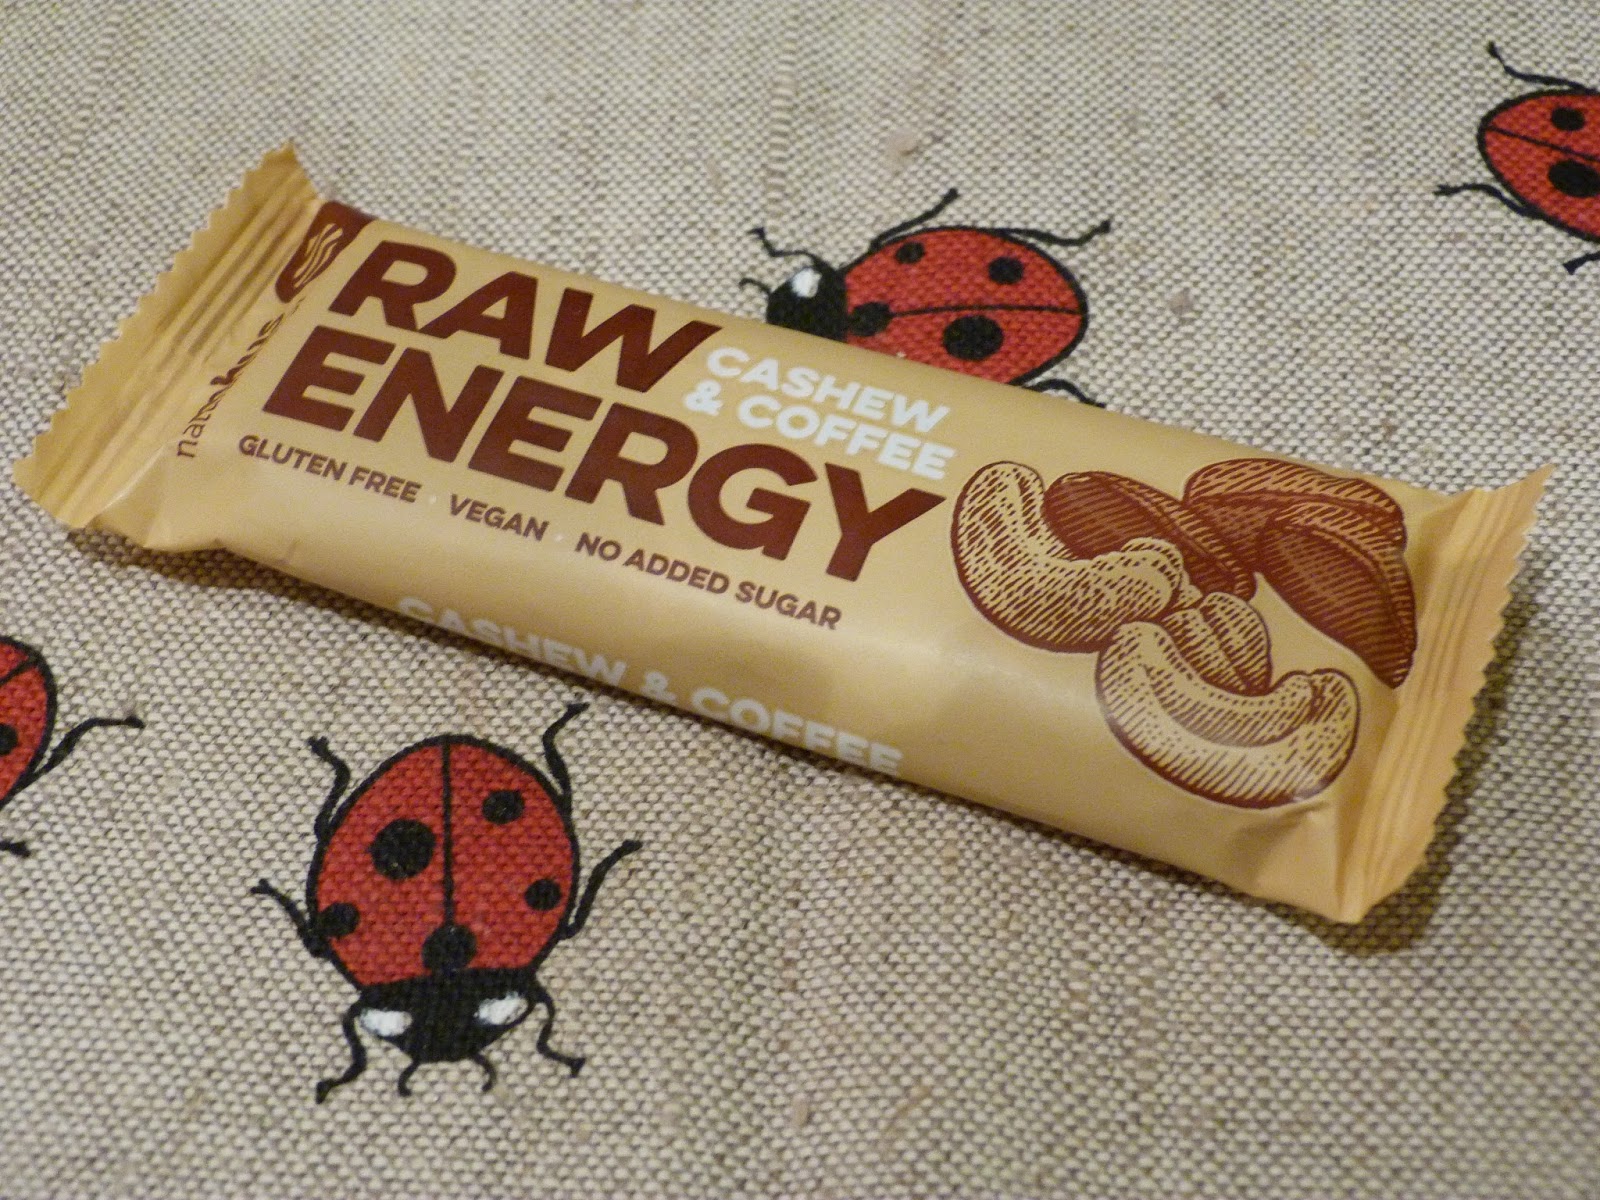 RAW
ENERGY
CASHEW
& COFFEE
GLUTEN FREE · VEGAN · NO ADDED SUGAR
CASHEW & COFFEE